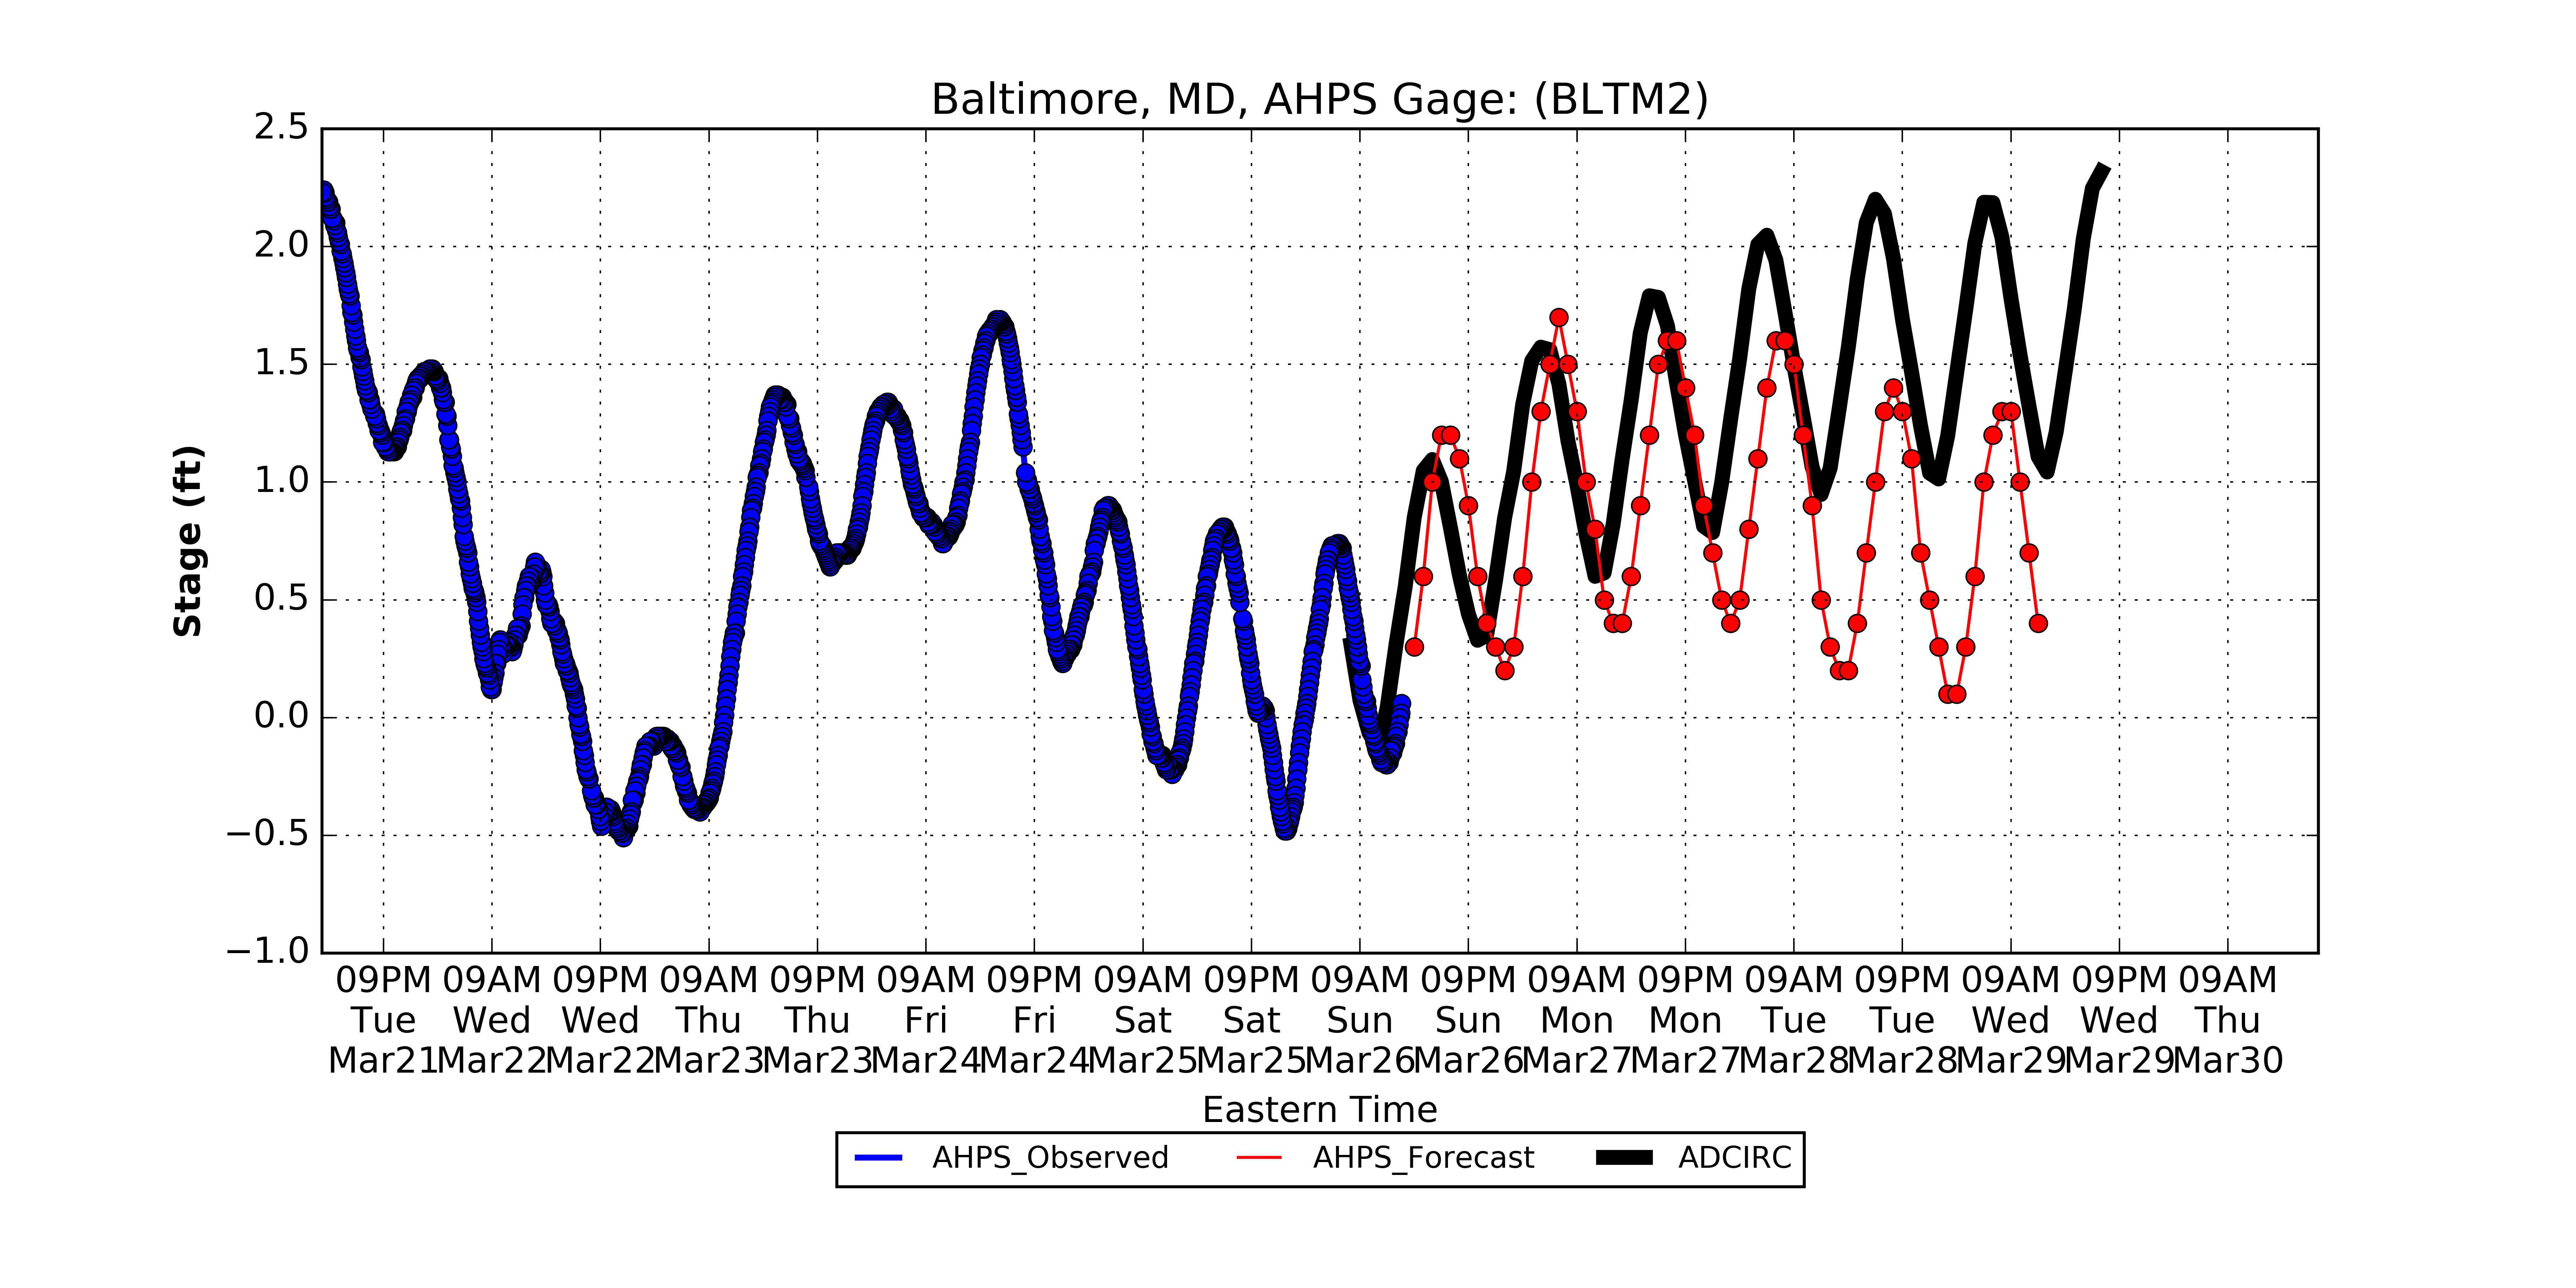 Baltimore, MD, AHPS Gage: (BLTM2)
2.5
2.0
1.5
1.0
0.5
0.0
−0.5
−1.0
Stage (ft)
09PM 09AM 09PM 09AM 09PM 09AM 09PM 09AM 09PM 09AM 09PM 09AM 09PM 09AM 09PM 09AM 09PM 09AM
Tue Wed Wed Thu Thu Fri Fri Sat Sat Sun Sun Mon Mon Tue Tue Wed Wed Thu
Mar21 Mar22 Mar22 Mar23 Mar23 Mar24 Mar24 Mar25 Mar25 Mar26 Mar26 Mar27 Mar27 Mar28 Mar28 Mar29 Mar29 Mar30
Eastern Time
AHPS_Observed AHPS_Forecast ADCIRC